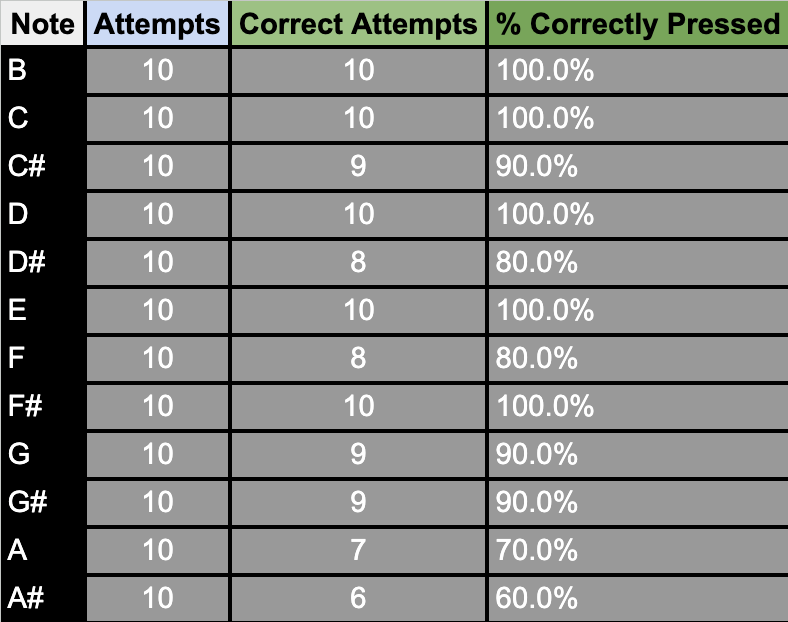 Note Attempts Correct Attempts % Correctly Pressed
B 10 10 100.0%
C 10 10 100.0%
C# 10 9 90.0%
D 10 10 100.0%
D# 10 8 80.0%
E 10 10 100.0%
F 10 8 80.0%
F# 10 10 100.0%
G 10 9 90.0%
G# 10 9 90.0%
A 10 7 70.0%
A# 10 6 60.0%